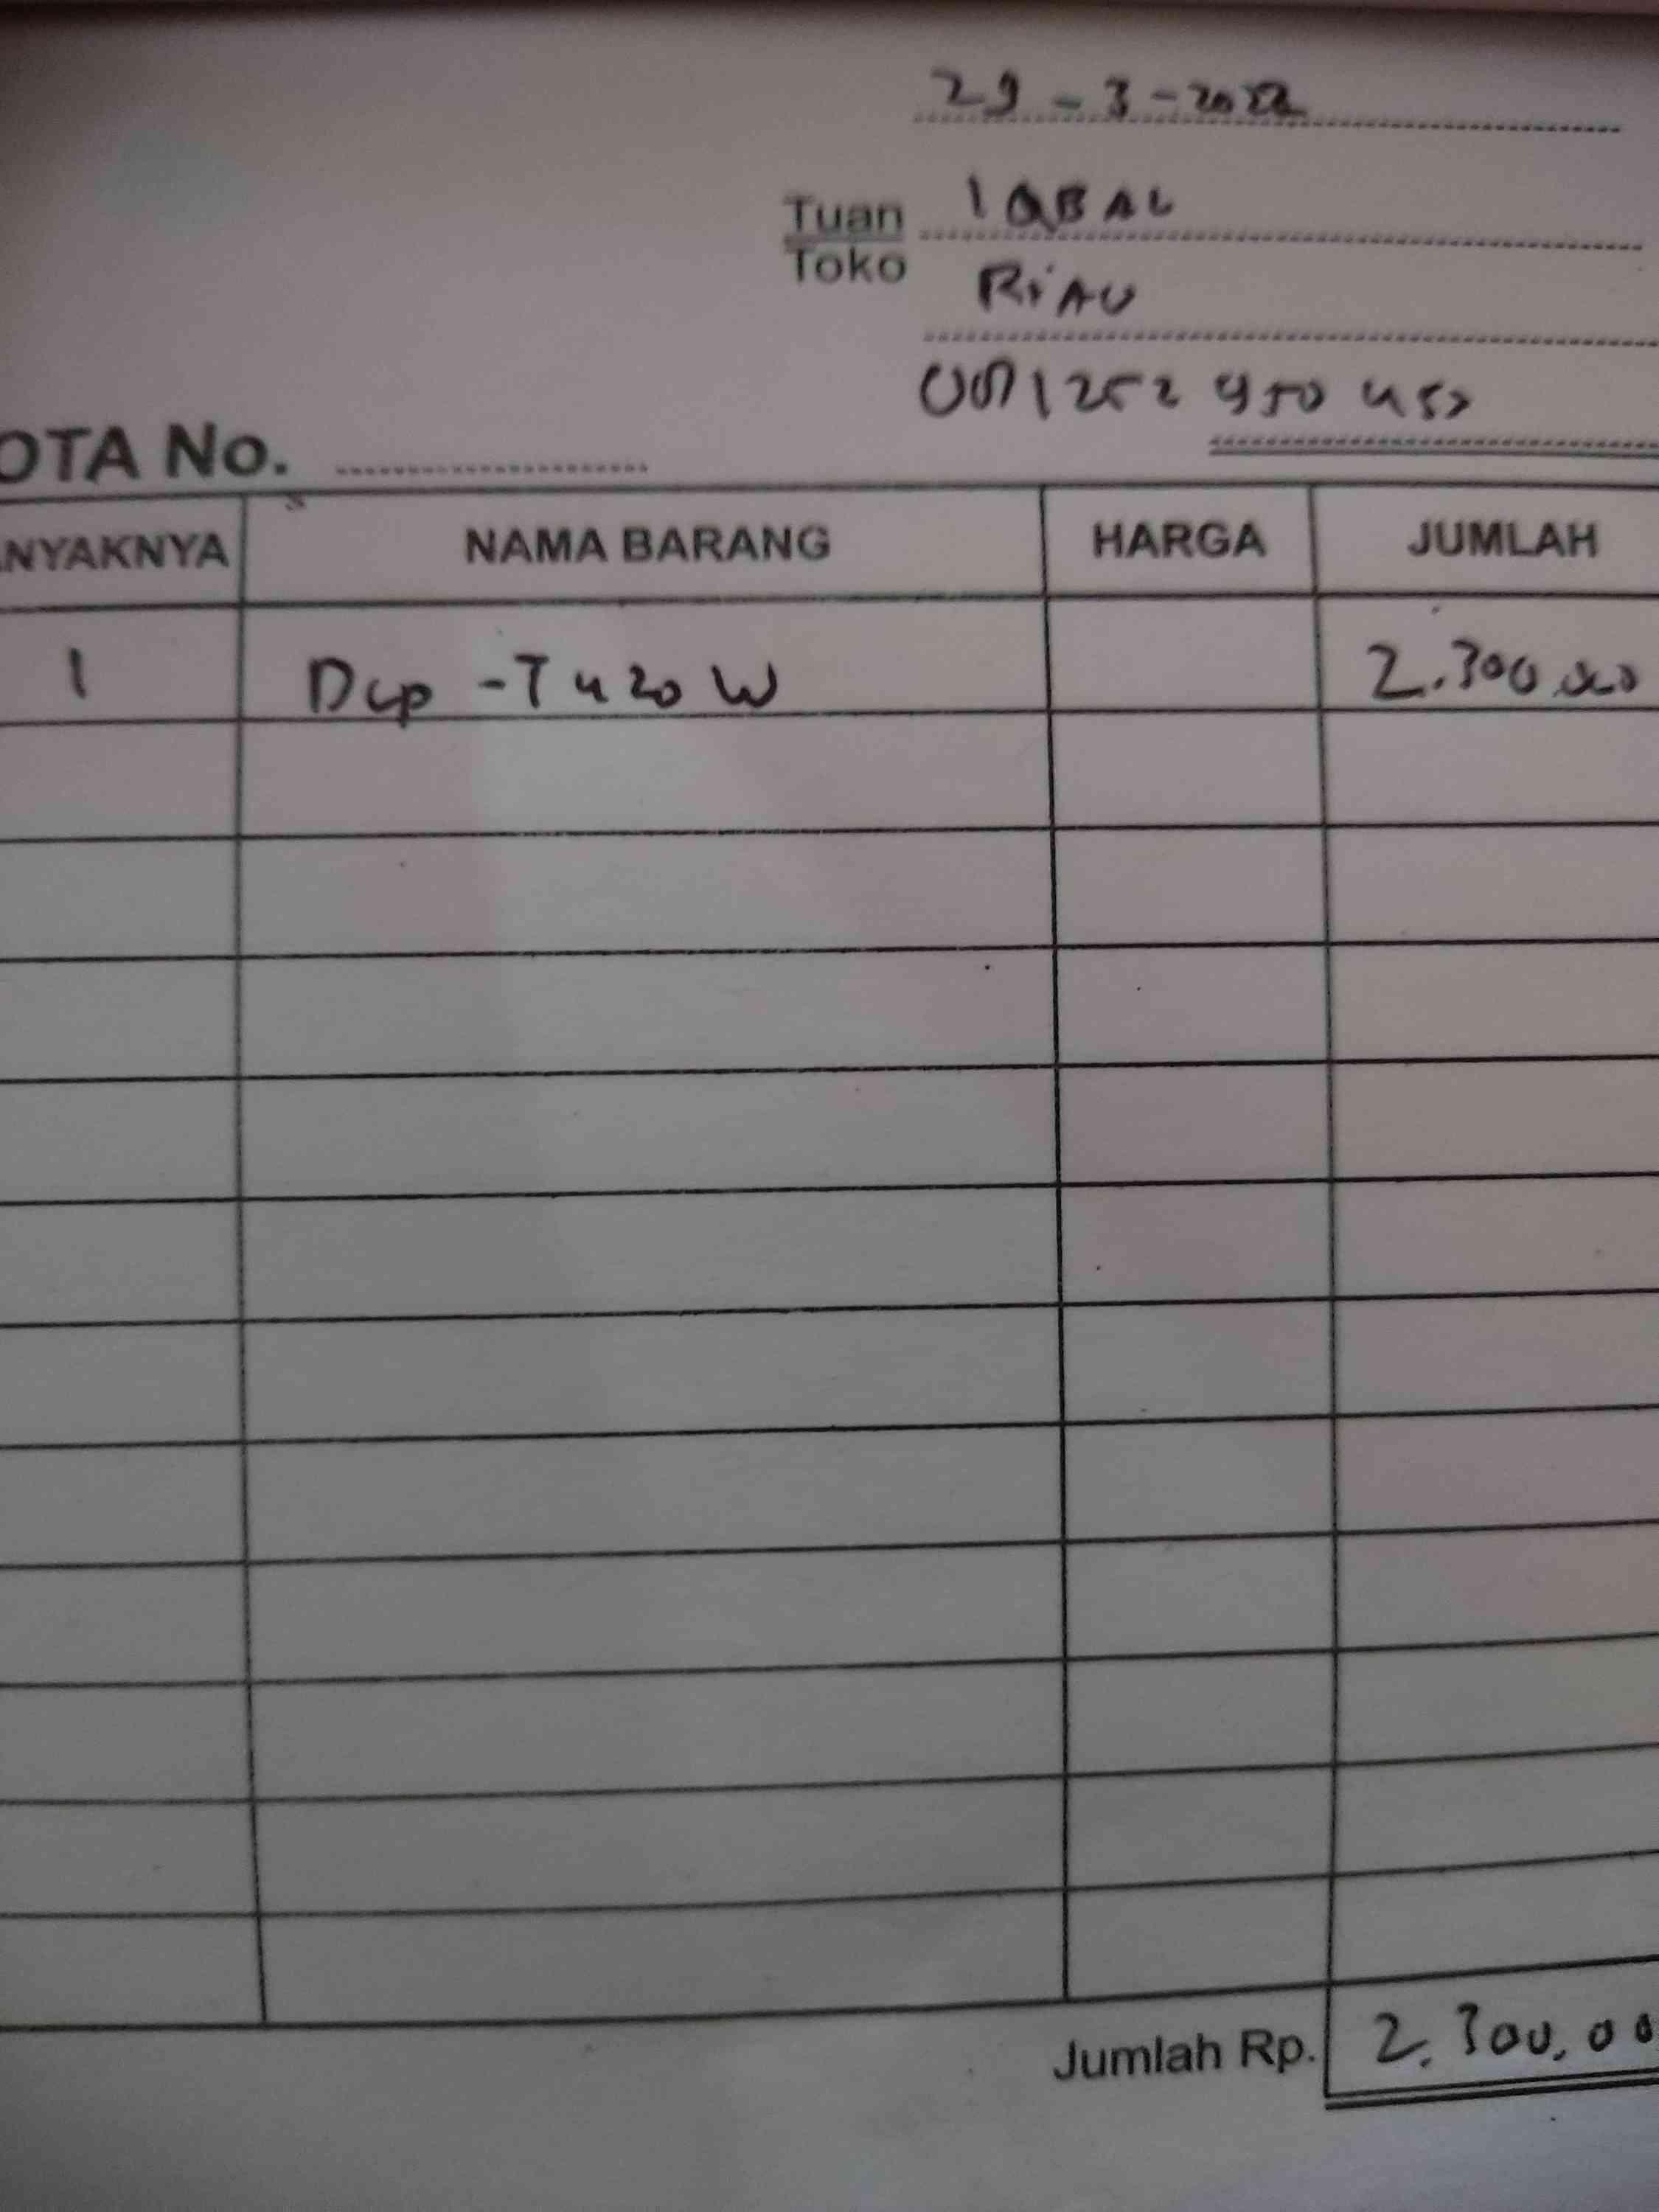 29 - 3 - 2022
Tuan IQBAL
Toko RiAU
OTA No.
NYAKNYA NAMA BARANG HARGA JUMLAH
1 Dcp - T420W 2.300.000
Jumlah Rp. 2.300.00